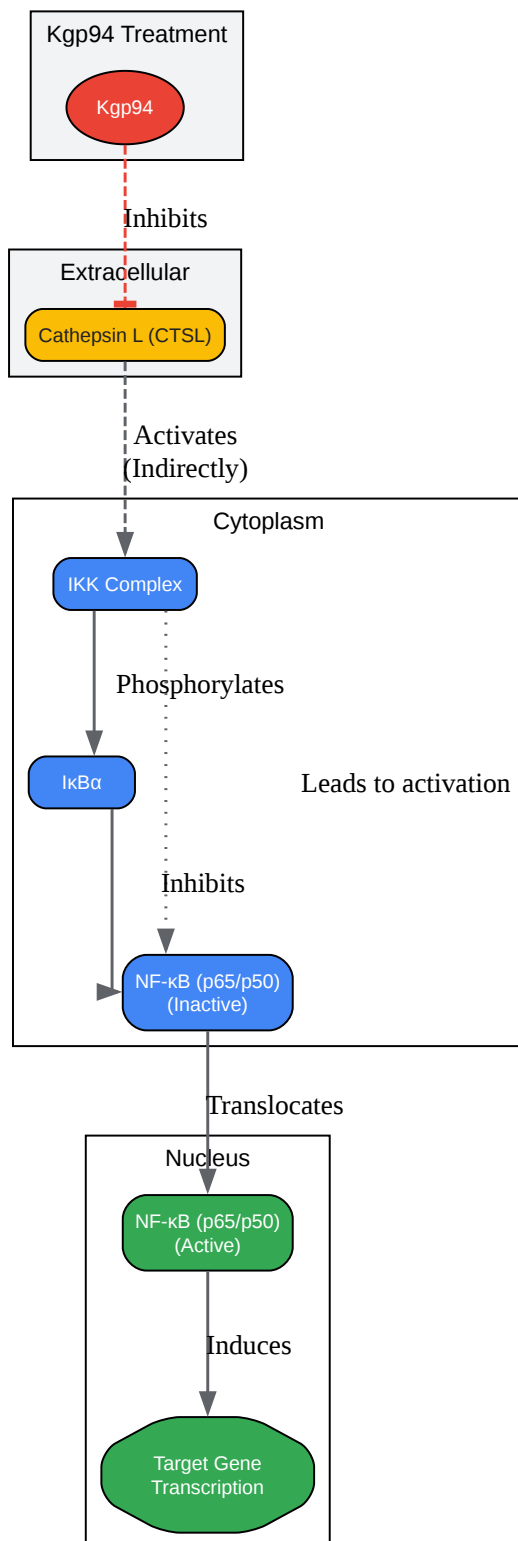 Kgp94 Treatment
Kgp94
Inhibits
Extracellular
Cathepsin L (CTSL)
Activates
(Indirectly)
Cytoplasm
IKK Complex
Phosphorylates
IκBα
Leads to activation
Inhibits
NF-κB (p65/p50)
(Inactive)
Translocates
Nucleus
NF-κB (p65/p50)
(Active)
Induces
Target Gene
Transcription